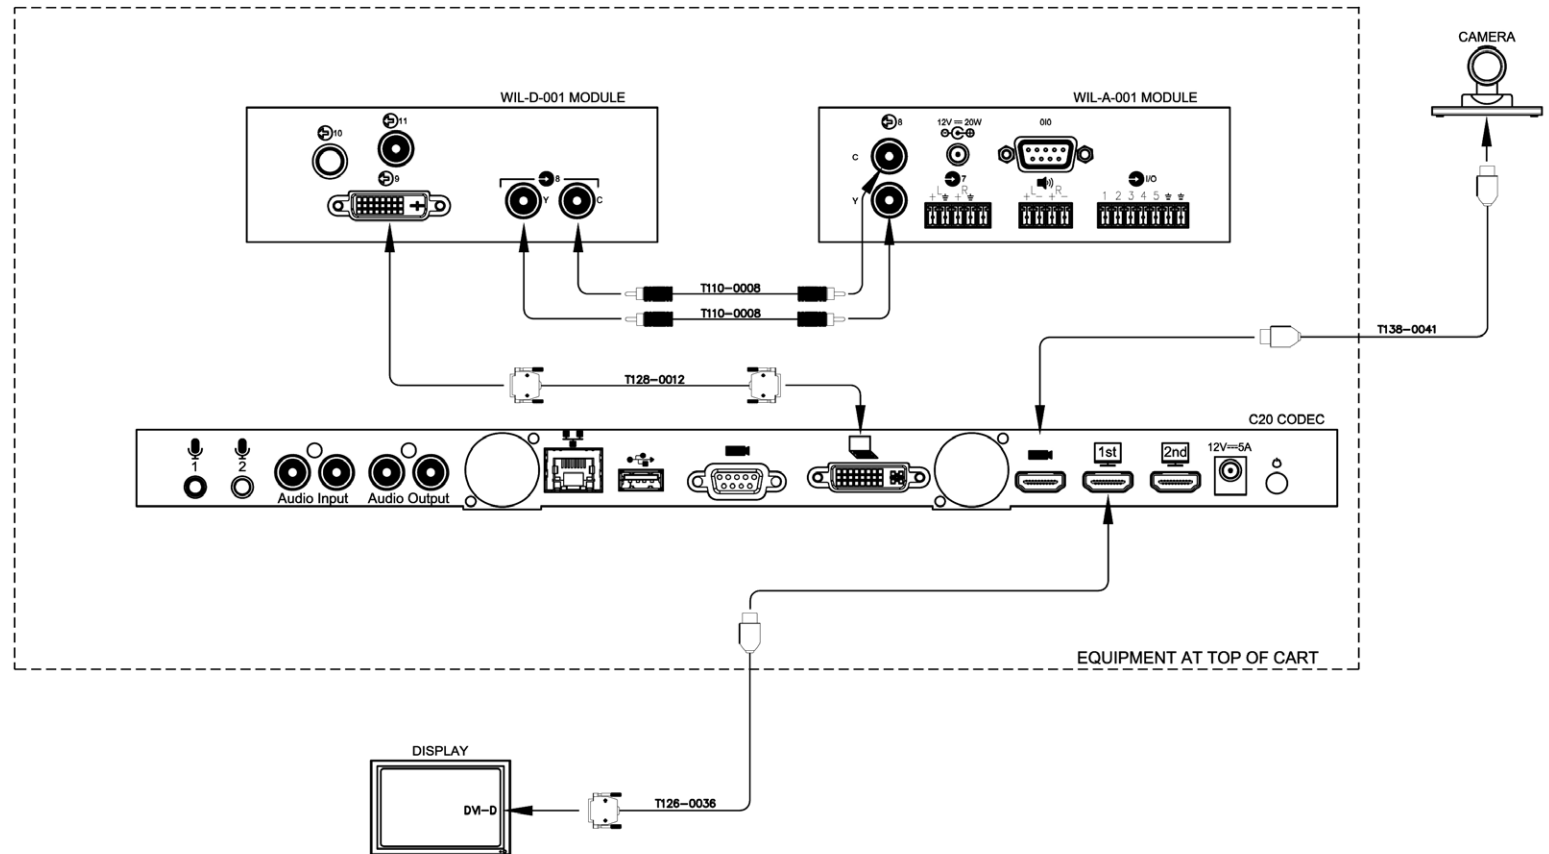 CAMERA
WIL-D-001 MODULE
WIL-A-001 MODULE
10
11
9
8
Y
C
8
C
Y
12V 20W
0I0
7
+ L + R
+ L - + R -
I/O
1 2 3 4 5
T110-0008
T110-0008
T138-0041
T128-0012
C20 CODEC
1
2
Audio Input
Audio Output
1st
2nd
12V 5A
EQUIPMENT AT TOP OF CART
DISPLAY
DVI-D
T126-0036